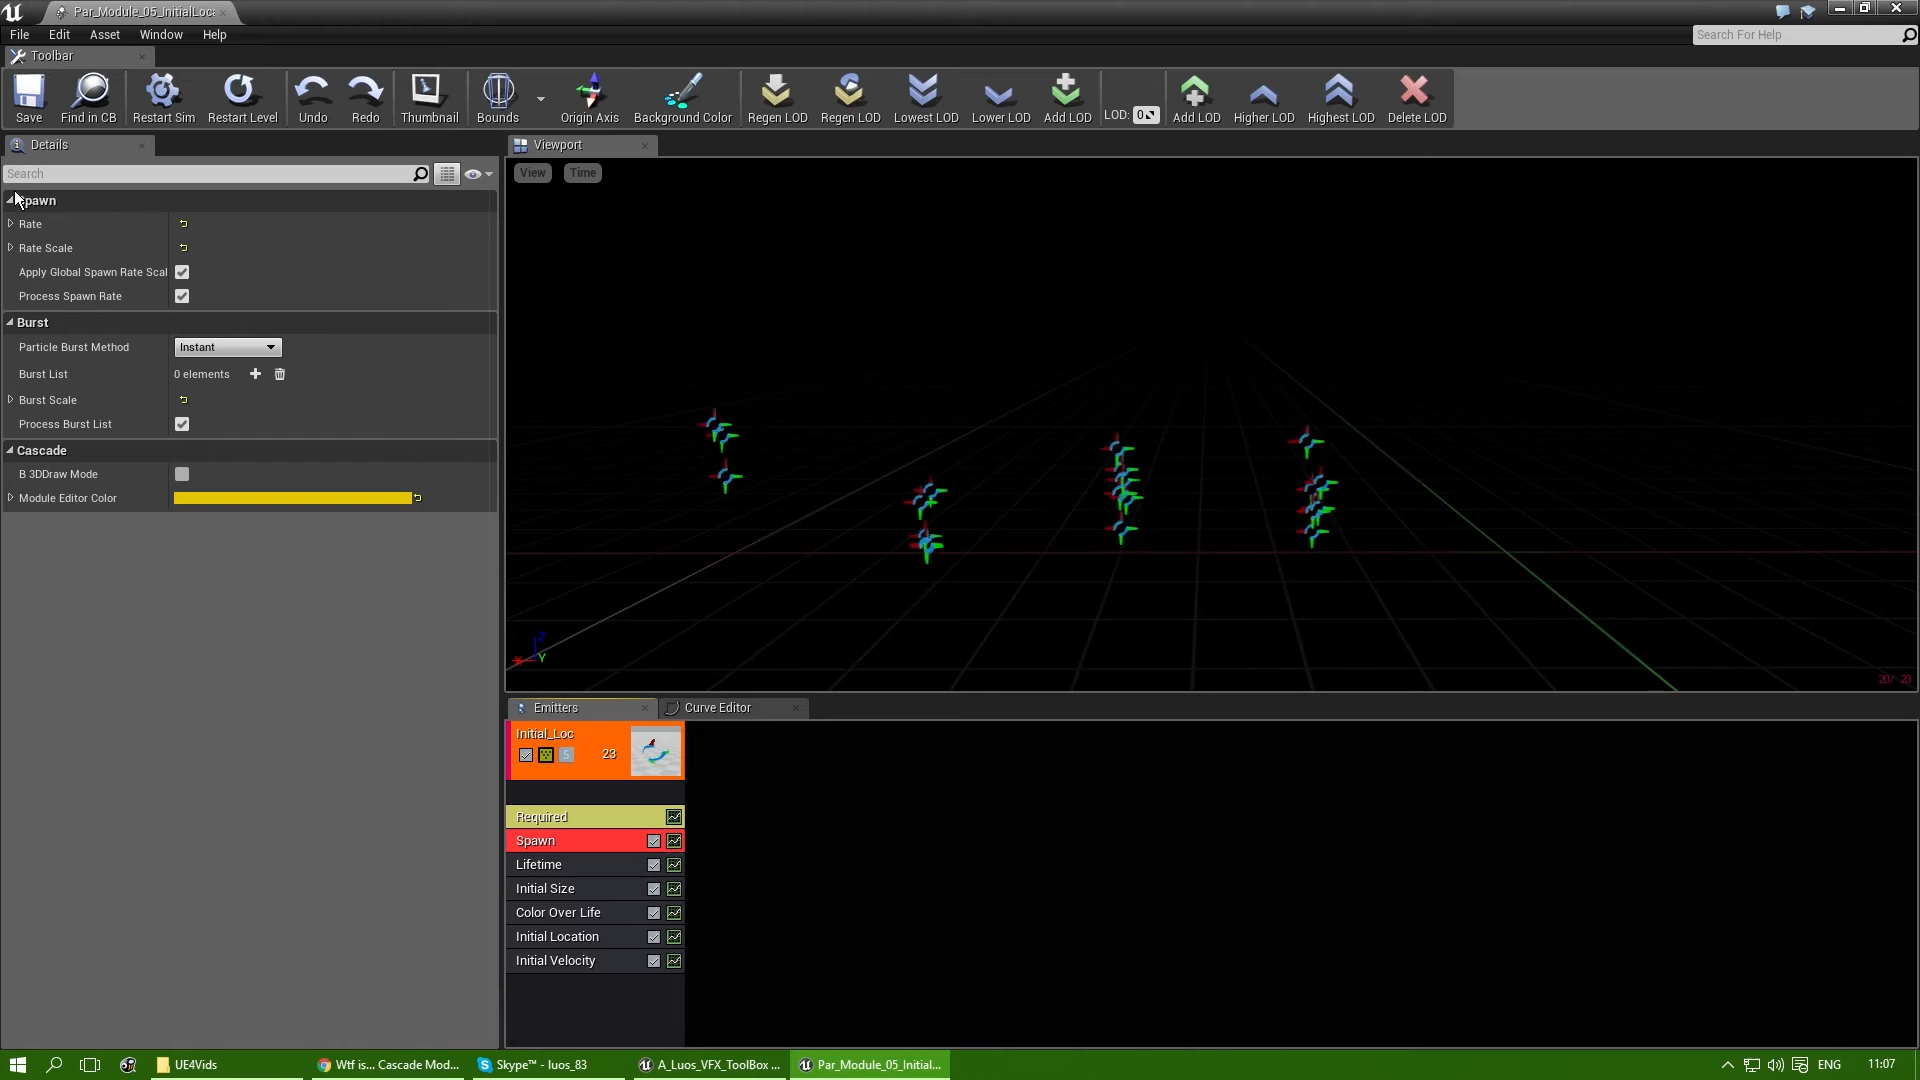 Par_Module_05_InitialLoc
File Edit Asset Window Help
Search For Help
Toolbar
Save Find in CB Restart Sim Restart Level Undo Redo Thumbnail Bounds Origin Axis Background Color Regen LOD Regen LOD Lowest LOD Lower LOD Add LOD LOD: 0 Add LOD Higher LOD Highest LOD Delete LOD
Details
Viewport
Search
View Time
Spawn
Rate
Rate Scale
Apply Global Spawn Rate Scal
Process Spawn Rate
Burst
Particle Burst Method Instant
Burst List 0 elements
Burst Scale
Process Burst List
Cascade
B 3DDraw Mode
Module Editor Color
Z
X Y
20/ 23
Emitters Curve Editor
Initial_Loc
S 23
Required
Spawn
Lifetime
Initial Size
Color Over Life
Initial Location
Initial Velocity
UE4Vids Wtf is... Cascade Mod... Skype™ - luos_83 A_Luos_VFX_ToolBox ... Par_Module_05_Initial... ENG 11:07